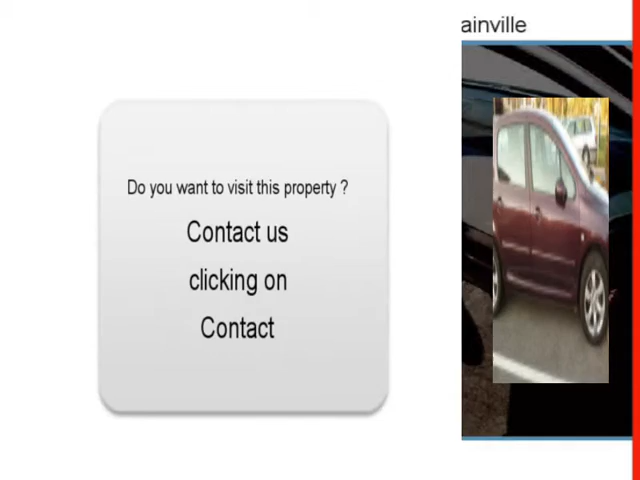 ainville
Do you want to visit this property ?
Contact us
clicking on
Contact